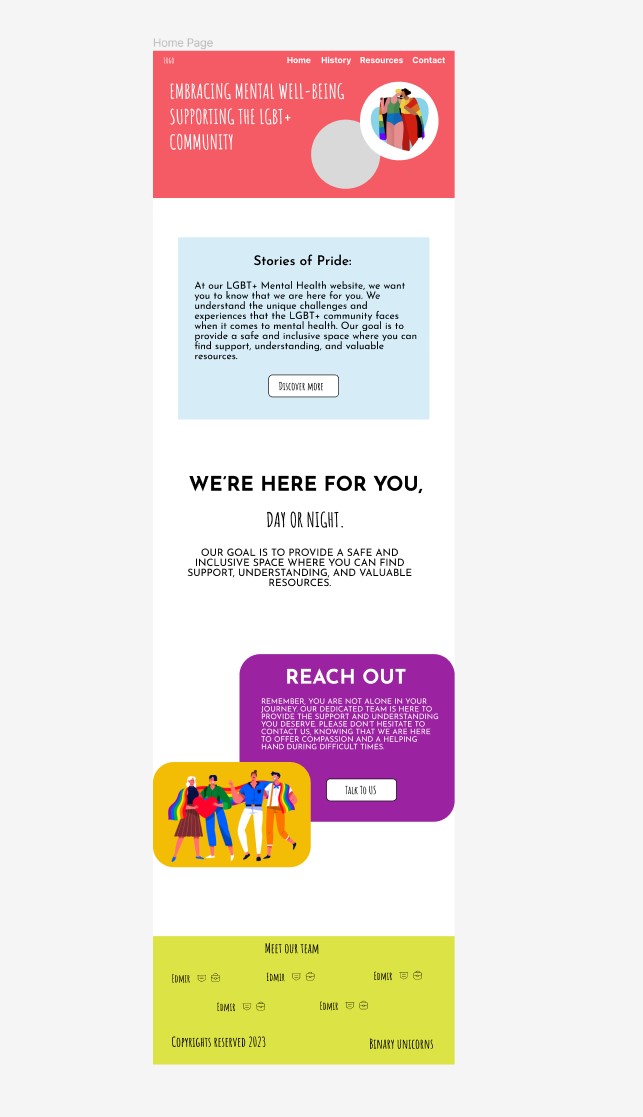 Home Page
LOGO
Home History Resources Contact
EMBRACING MENTAL WELL-BEING
SUPPORTING THE LGBT+
COMMUNITY
Stories of Pride:
At our LGBT+ Mental Health website, we want
you to know that we are here for you. We
understand the unique challenges and
experiences that the LGBT+ community faces
when it comes to mental health. Our goal is to
provide a safe and inclusive space where you can
find support, understanding, and valuable
resources.
Discover more
WE'RE HERE FOR YOU,
DAY OR NIGHT.
OUR GOAL IS TO PROVIDE A SAFE AND
INCLUSIVE SPACE WHERE YOU CAN FIND
SUPPORT, UNDERSTANDING, AND VALUABLE
RESOURCES.
REACH OUT
REMEMBER, YOU ARE NOT ALONE IN YOUR
JOURNEY. OUR DEDICATED TEAM IS HERE TO
PROVIDE THE SUPPORT AND UNDERSTANDING
YOU DESERVE. PLEASE DON'T HESITATE TO
CONTACT US, KNOWING THAT WE ARE HERE
TO OFFER COMPASSION AND A HELPING
HAND DURING DIFFICULT TIMES.
Talk To US
Meet our team
Edmir Edmir Edmir
Edmir Edmir
Copyrights reserved 2023
Binary unicorns